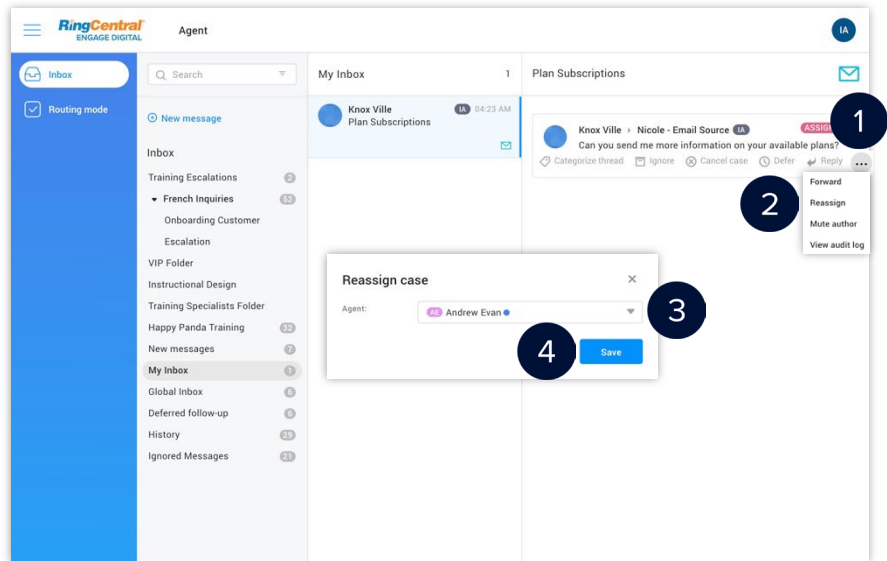 RingCentral
ENGAGE DIGITAL
Agent
IA
Inbox
Routing mode
Search
New message
Inbox
Training Escalations 2
French Inquiries 52
Onboarding Customer
Escalation
VIP Folder
Instructional Design
Training Specialists Folder
Happy Panda Training 32
New messages 7
My Inbox 1
Global Inbox 6
Deferred follow-up 6
History 29
Ignored Messages 21
My Inbox 1
Knox Ville IA 04:23 AM
Plan Subscriptions
Plan Subscriptions
Knox Ville › Nicole - Email Source IA
Can you send me more information on your available plans?
Categorize thread Ignore Cancel case Defer Reply ...
1
2
Forward
Reassign
Mute author
View audit log
Reassign case ×
Agent: AE Andrew Evan
3
4
Save